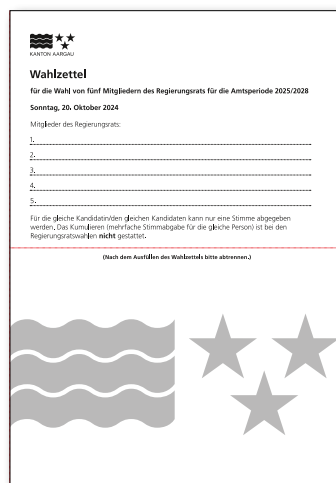 KANTON AARGAU
Wahlzettel
für die Wahl von fünf Mitgliedern des Regierungsrats für die Amtsperiode 2025/2028
Sonntag, 20. Oktober 2024
Mitglieder des Regierungsrats:
1.
2.
3.
4.
5.
Für die gleiche Kandidatin/den gleichen Kandidaten kann nur eine Stimme abgegeben
werden. Das Kumulieren (mehrfache Stimmabgabe für die gleiche Person) ist bei den
Regierungsratswahlen nicht gestattet.
(Nach dem Ausfüllen des Wahlzettels bitte abtrennen.)